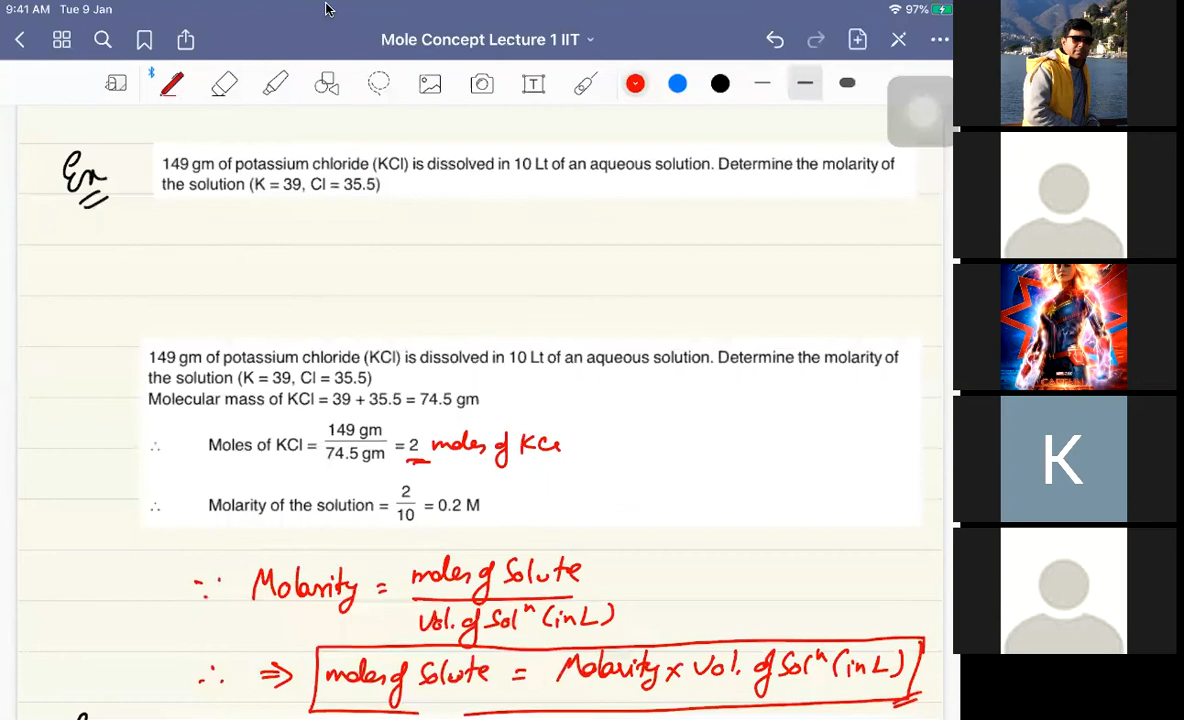 9:41 AM Tue 9 Jan 97%
Mole Concept Lecture 1 IIT
T
Ex
149 gm of potassium chloride (KCl) is dissolved in 10 Lt of an aqueous solution. Determine the molarity of
the solution (K = 39, Cl = 35.5)
149 gm of potassium chloride (KCl) is dissolved in 10 Lt of an aqueous solution. Determine the molarity of
the solution (K = 39, Cl = 35.5)
Molecular mass of KCl = 39 + 35.5 = 74.5 gm
∴ Moles of KCl = 149 gm / 74.5 gm = 2 moles of KCl
∴ Molarity of the solution = 2 / 10 = 0.2 M
∵ Molarity = moles of Solute / Vol. of Solⁿ (in L)
∴ ⇒ moles of Solute = Molarity x Vol. of Solⁿ (in L)
K